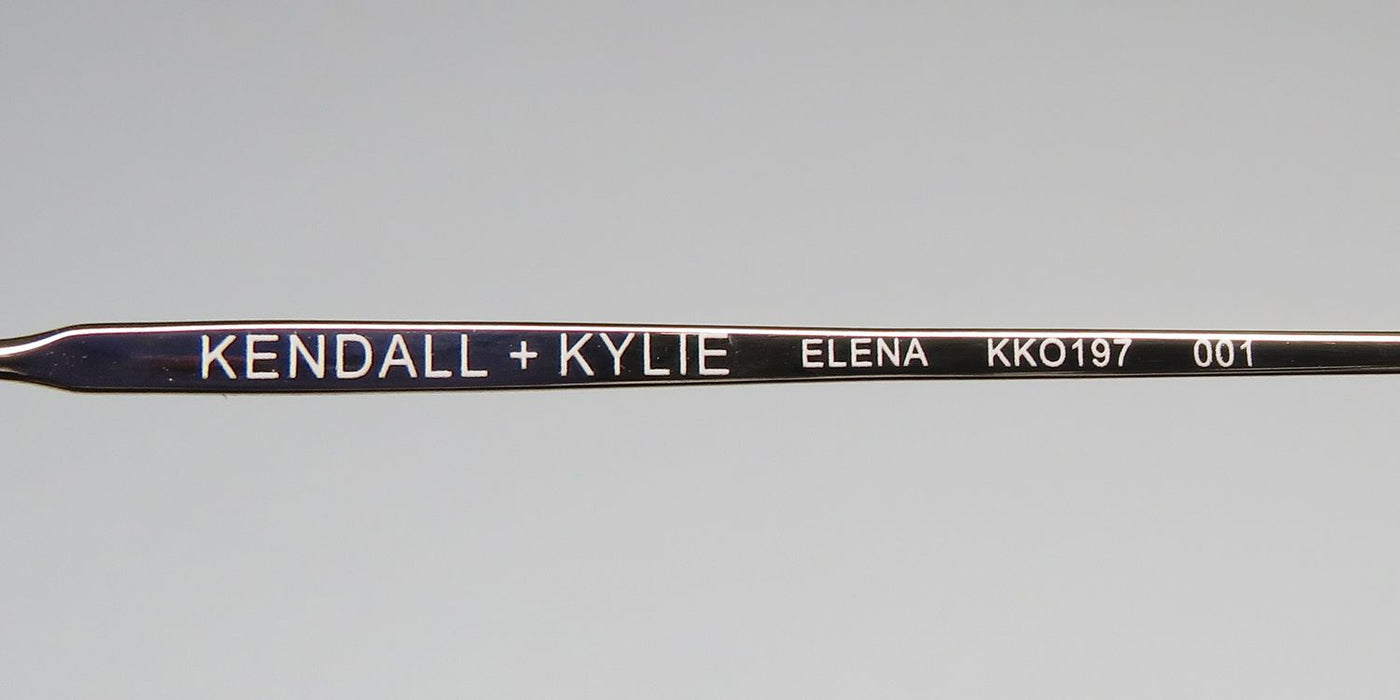 KENDALL + KYLIE ELENA KKO197 001